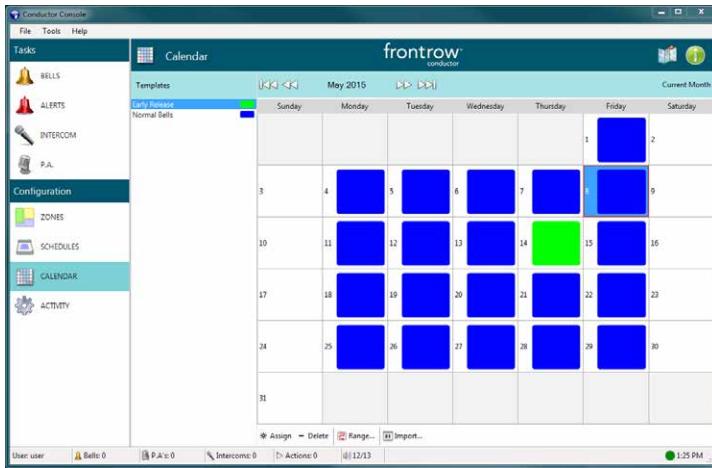 Conductor Console
File Tools Help
Tasks
BELLS
ALERTS
INTERCOM
P.A.
Configuration
ZONES
SCHEDULES
CALENDAR
ACTIVITY
Calendar
frontrow
conductor
Templates
Early Release
Normal Bells
May 2015
Current Month
Sunday Monday Tuesday Wednesday Thursday Friday Saturday
1 2
3 4 5 6 7 8 9
10 11 12 13 14 15 16
17 18 19 20 21 22 23
24 25 26 27 28 29 30
31
Assign Delete Range... Import...
User: user Bells: 0 P.A's: 0 Intercoms: 0 Actions: 0 12/13 1:25 PM